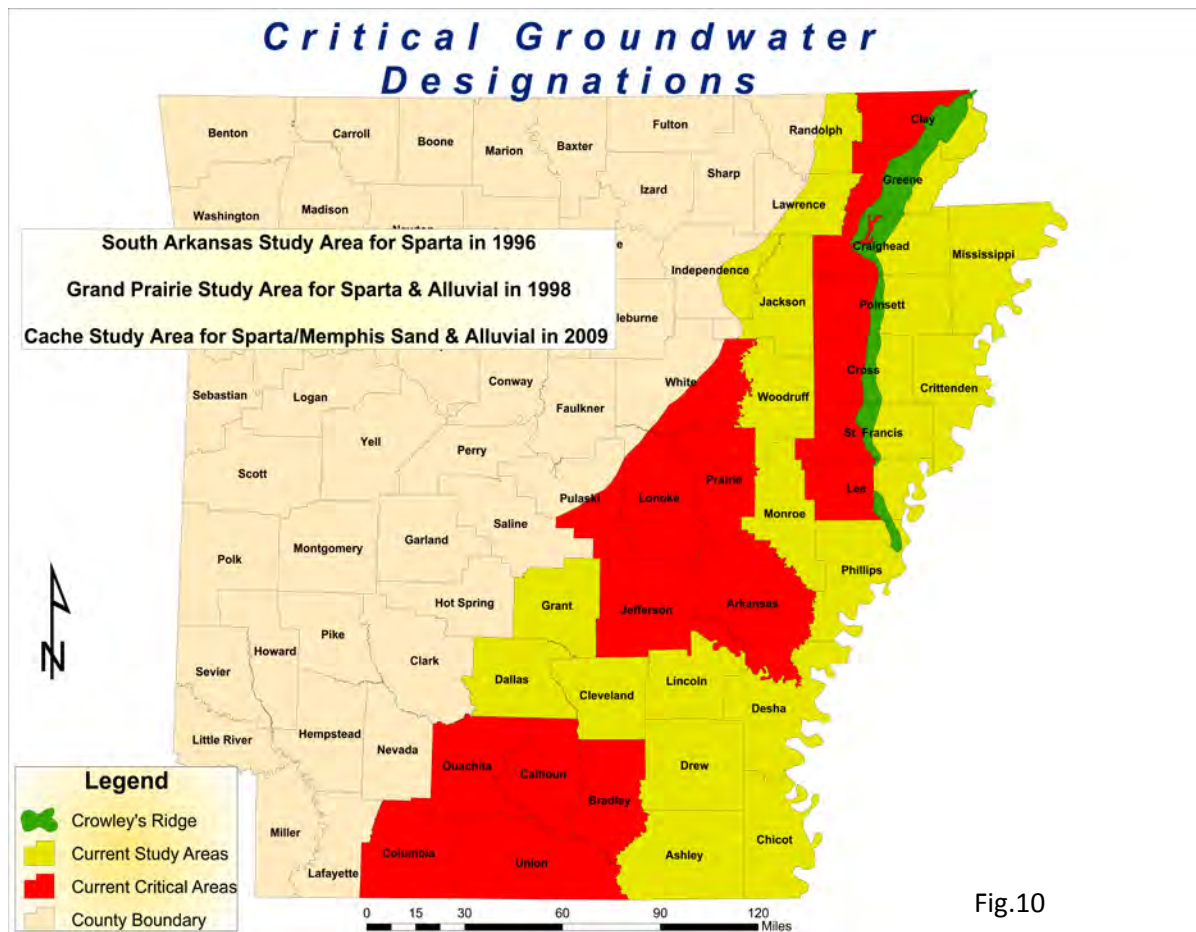 Critical Groundwater
Designations
Benton
Carroll
Boone
Marion
Baxter
Fulton
Randolph
Clay
Sharp
Izard
Greene
Washington
Madison
Lawrence
South Arkansas Study Area for Sparta in 1996
Grand Prairie Study Area for Sparta & Alluvial in 1998
Cache Study Area for Sparta/Memphis Sand & Alluvial in 2009
Craighead
Mississippi
Independence
Jackson
Poinsett
leburne
Sebastian
Logan
Conway
White
Cross
Crittenden
Woodruff
Faulkner
Yell
Perry
St. Francis
Scott
Pulaski
Lonoke
Prairie
Lee
Monroe
Saline
Garland
Montgomery
Polk
Phillips
Hot Spring
Grant
Jefferson
Arkansas
Pike
Howard
Clark
Sevier
Dallas
Cleveland
Lincoln
Desha
Little River
Hempstead
Nevada
Ouachita
Calhoun
Drew
Bradley
Miller
Lafayette
Columbia
Union
Ashley
Chicot
N
Legend
Crowley's Ridge
Current Study Areas
Current Critical Areas
County Boundary
0 15 30 60 90 120
Miles
Fig.10